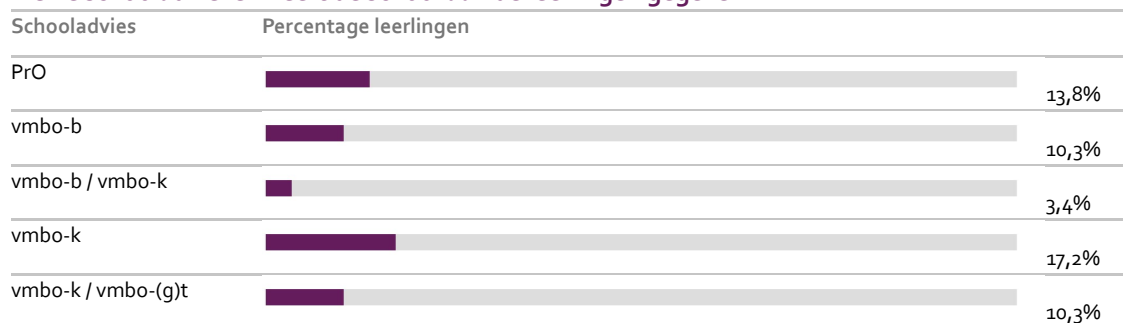 Schooladvies Percentage leerlingen
PrO 13,8%
vmbo-b 10,3%
vmbo-b / vmbo-k 3,4%
vmbo-k 17,2%
vmbo-k / vmbo-(g)t 10,3%